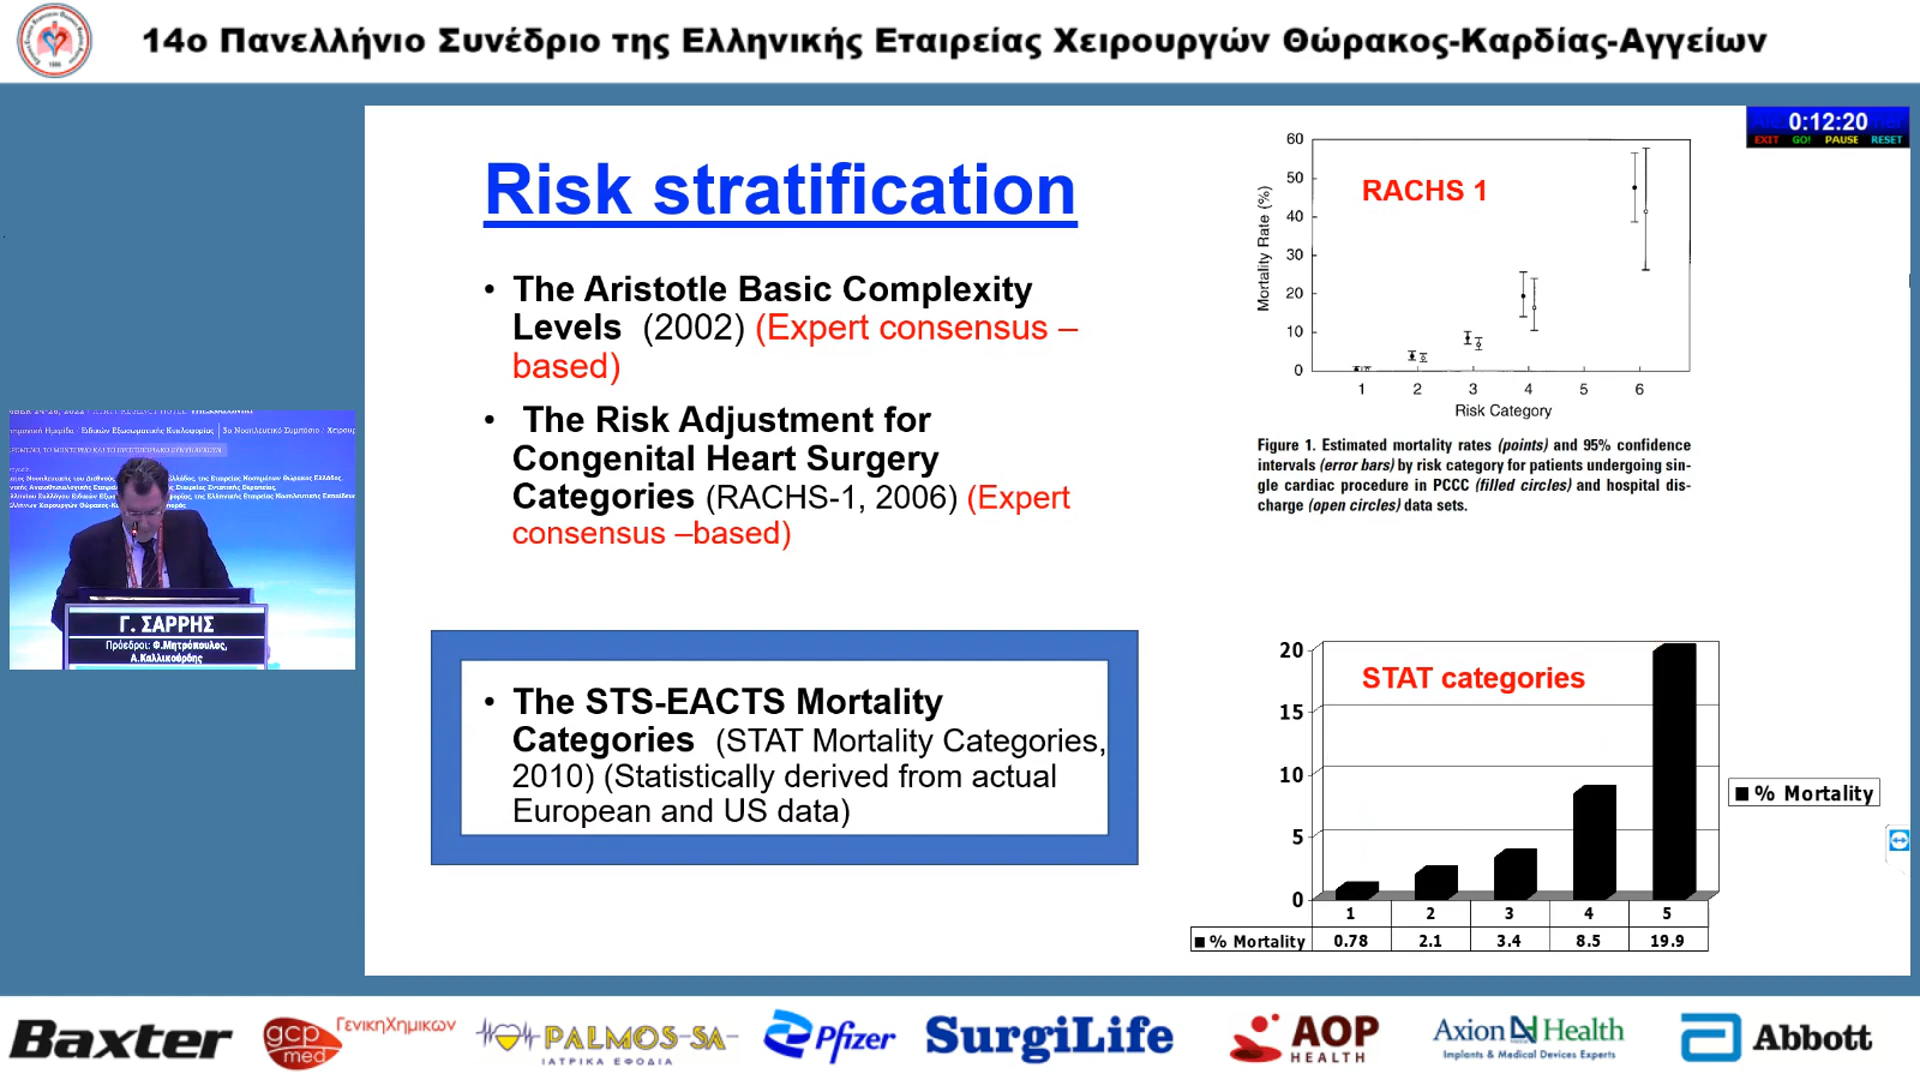 14ο Πανελλήνιο Συνέδριο της Ελληνικής Εταιρείας Χειρουργών Θώρακος-Καρδίας-Αγγείων
0:12:20
EXIT GO! PAUSE RESET
Risk stratification
• The Aristotle Basic Complexity
Levels (2002) (Expert consensus –
based)
• The Risk Adjustment for
Congenital Heart Surgery
Categories (RACHS-1, 2006) (Expert
consensus –based)
• The STS-EACTS Mortality
Categories (STAT Mortality Categories,
2010) (Statistically derived from actual
European and US data)
RACHS 1
Mortality Rate (%)
60
50
40
30
20
10
0
1 2 3 4 5 6
Risk Category
Figure 1. Estimated mortality rates (points) and 95% confidence
intervals (error bars) by risk category for patients undergoing sin-
gle cardiac procedure in PCCC (filled circles) and hospital dis-
charge (open circles) data sets.
STAT categories
20
15
10
5
0
% Mortality
1 2 3 4 5
% Mortality 0.78 2.1 3.4 8.5 19.9
Γ. ΣΑΡΡΗΣ
Πρόεδροι: Φ.Μητρόπουλος,
Α.Καλλικούρδης
Baxter
gcp med ΓενικηΧημικων
PALMOS-SA
ΙΑΤΡΙΚΑ ΕΦΟΔΙΑ
Pfizer
SurgiLife
AOP
HEALTH
Axion Health
Implants & Medical Devices Experts
Abbott